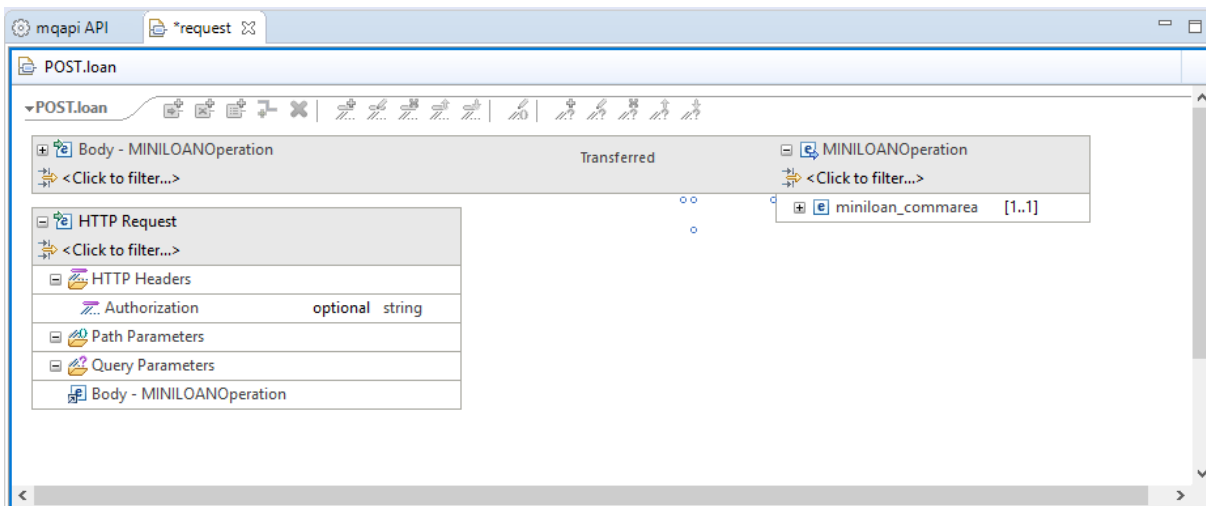 mqapi API *request
POST.loan
POST.loan
Body - MINILOANOperation Transferred MINILOANOperation
<Click to filter...> <Click to filter...>
miniloan_commarea [1..1]
HTTP Request
<Click to filter...>
HTTP Headers
Authorization optional string
Path Parameters
Query Parameters
Body - MINILOANOperation